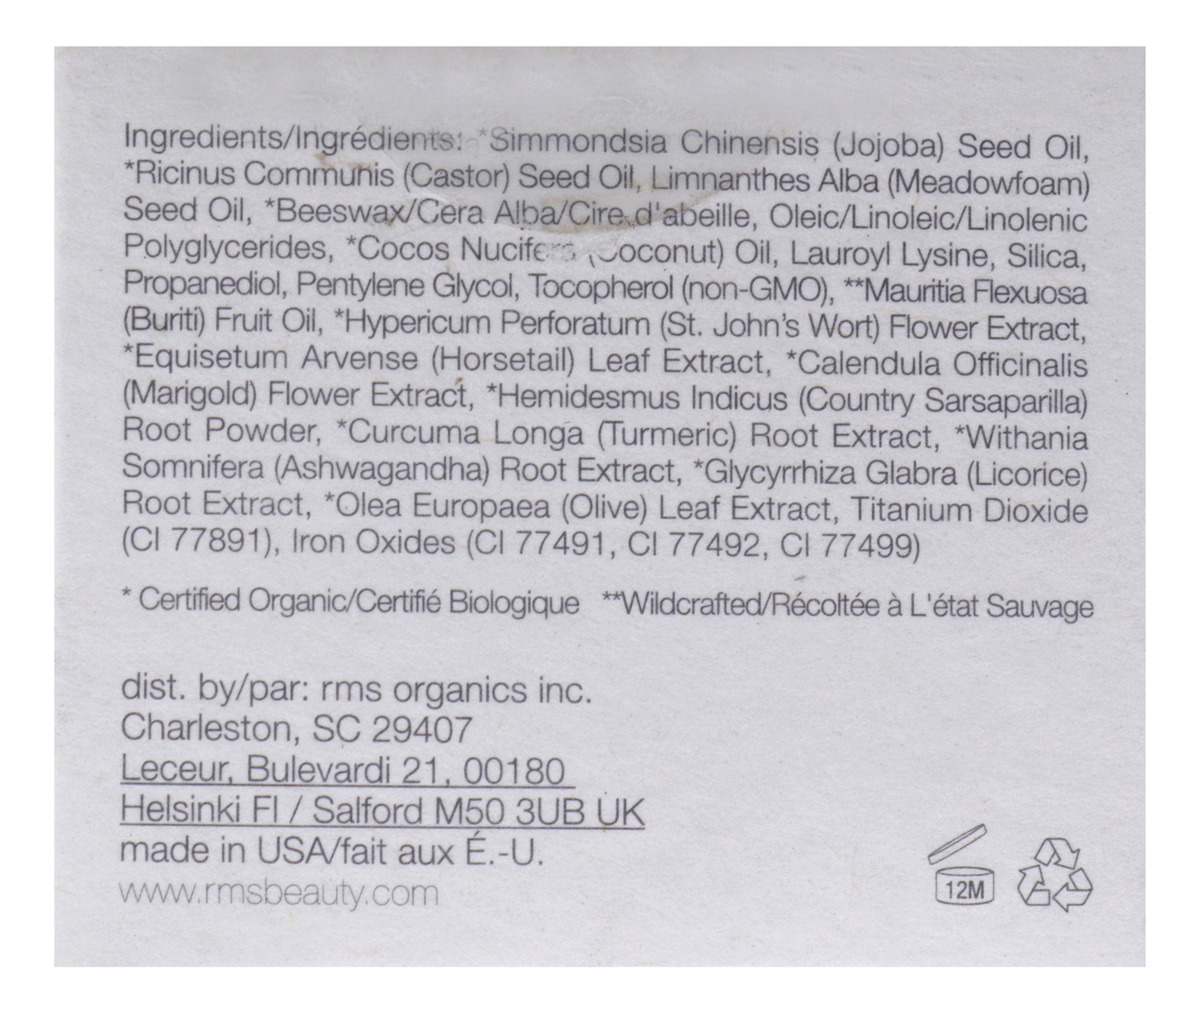 Ingredients/Ingrédients: *Simmondsia Chinensis (Jojoba) Seed Oil,
*Ricinus Communis (Castor) Seed Oil, Limnanthes Alba (Meadowfoam)
Seed Oil, *Beeswax/Cera Alba/Cire d'abeille, Oleic/Linoleic/Linolenic
Polyglycerides, *Cocos Nucifera (Coconut) Oil, Lauroyl Lysine, Silica,
Propanediol, Pentylene Glycol, Tocopherol (non-GMO), **Mauritia Flexuosa
(Buriti) Fruit Oil, *Hypericum Perforatum (St. John's Wort) Flower Extract,
*Equisetum Arvense (Horsetail) Leaf Extract, *Calendula Officinalis
(Marigold) Flower Extract, *Hemidesmus Indicus (Country Sarsaparilla)
Root Powder, *Curcuma Longa (Turmeric) Root Extract, *Withania
Somnifera (Ashwagandha) Root Extract, *Glycyrrhiza Glabra (Licorice)
Root Extract, *Olea Europaea (Olive) Leaf Extract, Titanium Dioxide
(CI 77891), Iron Oxides (CI 77491, CI 77492, CI 77499)
* Certified Organic/Certifié Biologique **Wildcrafted/Récoltée à L'état Sauvage
dist. by/par: rms organics inc.
Charleston, SC 29407
Leceur, Bulevardi 21, 00180
Helsinki FI / Salford M50 3UB UK
made in USA/fait aux É.-U.
www.rmsbeauty.com
12M